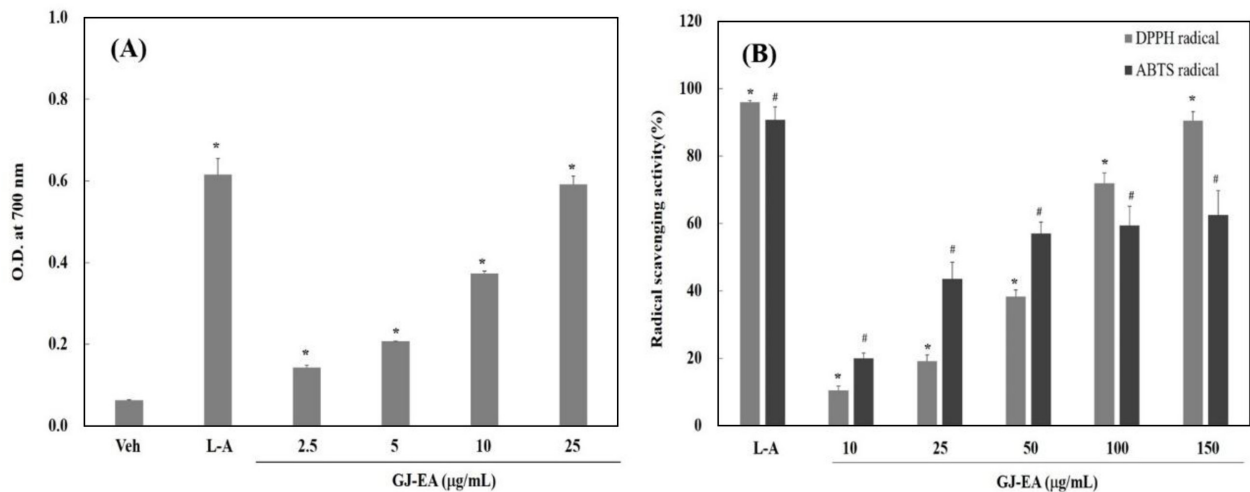 (A)
O.D. at 700 nm
1.0
0.8
0.6
0.4
0.2
0.0
*
*
*
*
*
Veh L-A 2.5 5 10 25
GJ-EA (μg/mL)
(B)
DPPH radical
ABTS radical
Radical scavenging activity(%)
120
100
80
60
40
20
0
* #
* #
* #
* #
* #
* #
L-A 10 25 50 100 150
GJ-EA (μg/mL)